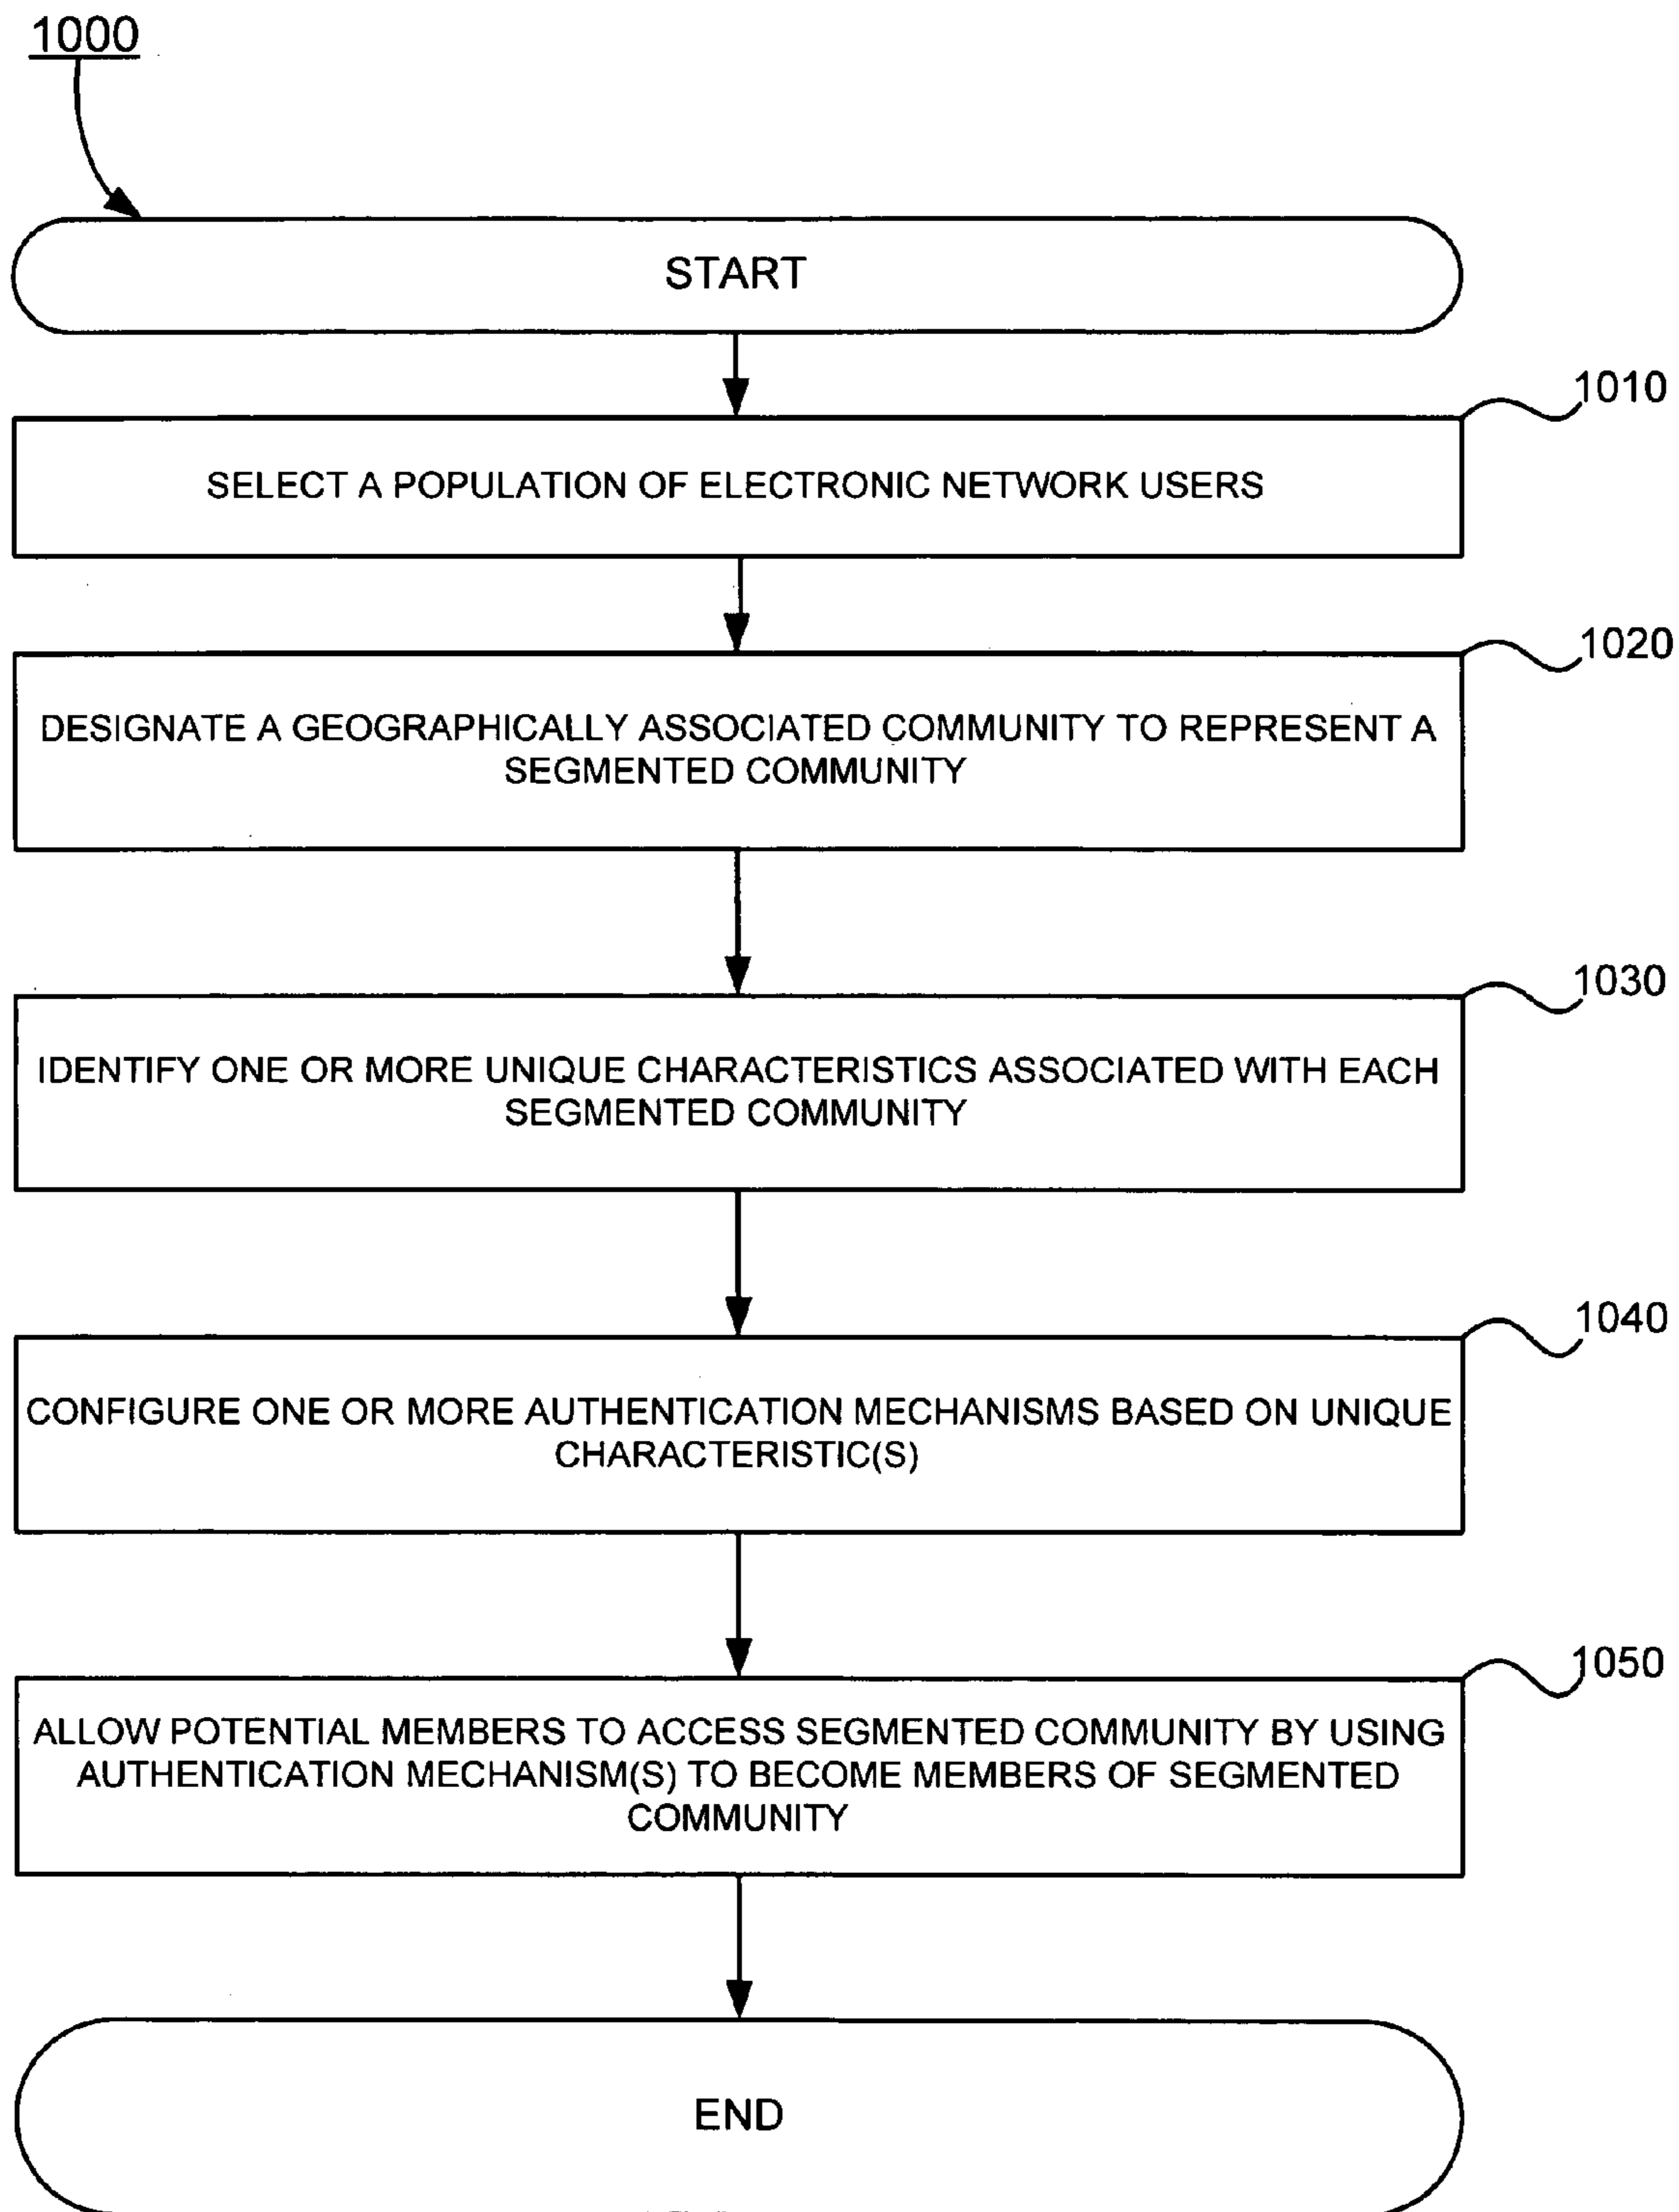 1000
START
1010
SELECT A POPULATION OF ELECTRONIC NETWORK USERS
1020
DESIGNATE A GEOGRAPHICALLY ASSOCIATED COMMUNITY TO REPRESENT A
SEGMENTED COMMUNITY
1030
IDENTIFY ONE OR MORE UNIQUE CHARACTERISTICS ASSOCIATED WITH EACH
SEGMENTED COMMUNITY
1040
CONFIGURE ONE OR MORE AUTHENTICATION MECHANISMS BASED ON UNIQUE
CHARACTERISTIC(S)
1050
ALLOW POTENTIAL MEMBERS TO ACCESS SEGMENTED COMMUNITY BY USING
AUTHENTICATION MECHANISM(S) TO BECOME MEMBERS OF SEGMENTED
COMMUNITY
END